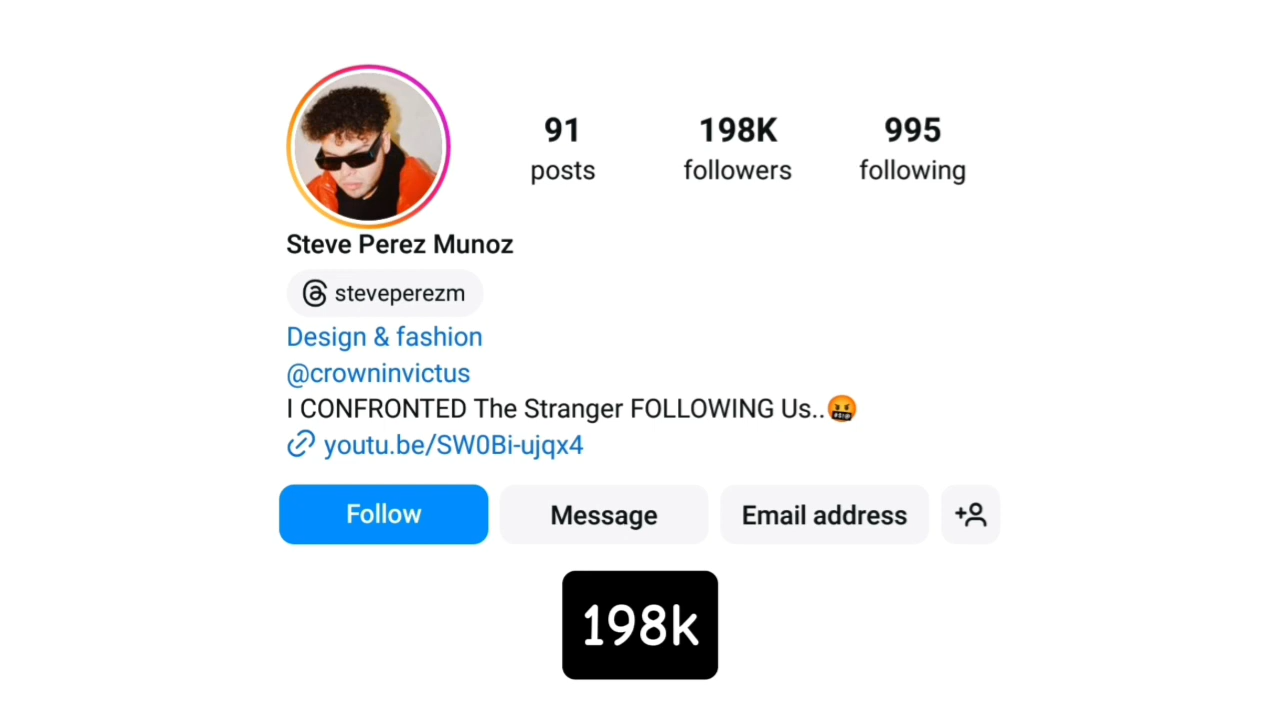 91 198K 995
posts followers following
Steve Perez Munoz
steveperezm
Design & fashion
@crowninvictus
I CONFRONTED The Stranger FOLLOWING Us..🤬
youtu.be/SW0Bi-ujqx4
Follow Message Email address
198k